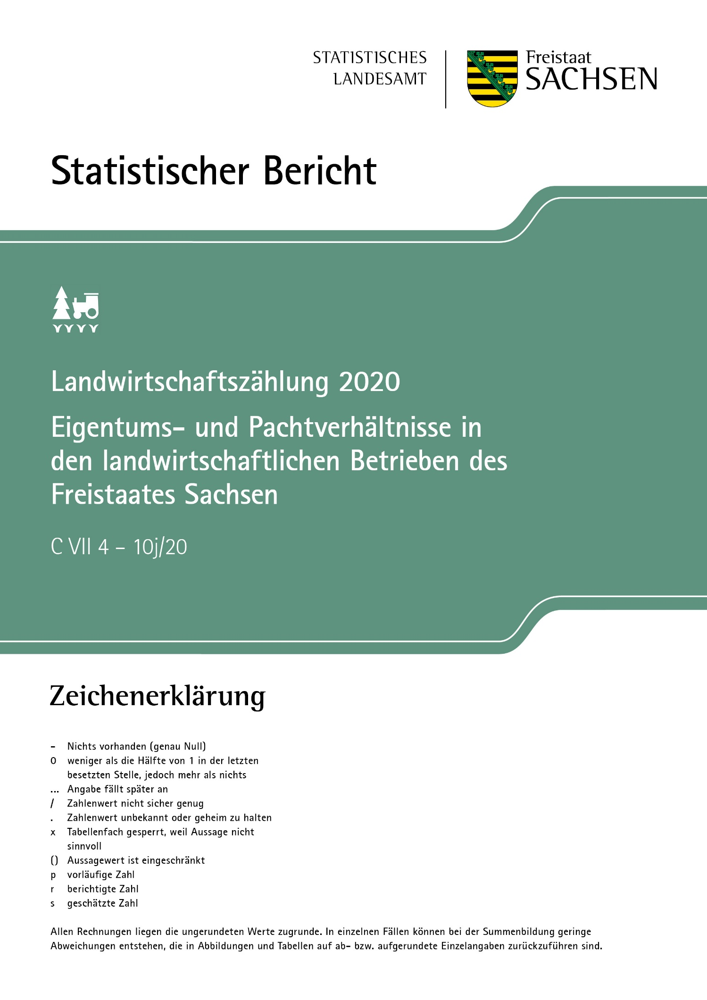 STATISTISCHES
LANDESAMT
Freistaat
SACHSEN
Statistischer Bericht
Landwirtschaftszählung 2020
Eigentums- und Pachtverhältnisse in
den landwirtschaftlichen Betrieben des
Freistaates Sachsen
C VII 4 – 10j/20
Zeichenerklärung
- Nichts vorhanden (genau Null)
0 weniger als die Hälfte von 1 in der letzten
besetzten Stelle, jedoch mehr als nichts
... Angabe fällt später an
/ Zahlenwert nicht sicher genug
. Zahlenwert unbekannt oder geheim zu halten
x Tabellenfach gesperrt, weil Aussage nicht
sinnvoll
() Aussagewert ist eingeschränkt
p vorläufige Zahl
r berichtigte Zahl
s geschätzte Zahl
Allen Rechnungen liegen die ungerundeten Werte zugrunde. In einzelnen Fällen können bei der Summenbildung geringe
Abweichungen entstehen, die in Abbildungen und Tabellen auf ab- bzw. aufgerundete Einzelangaben zurückzuführen sind.